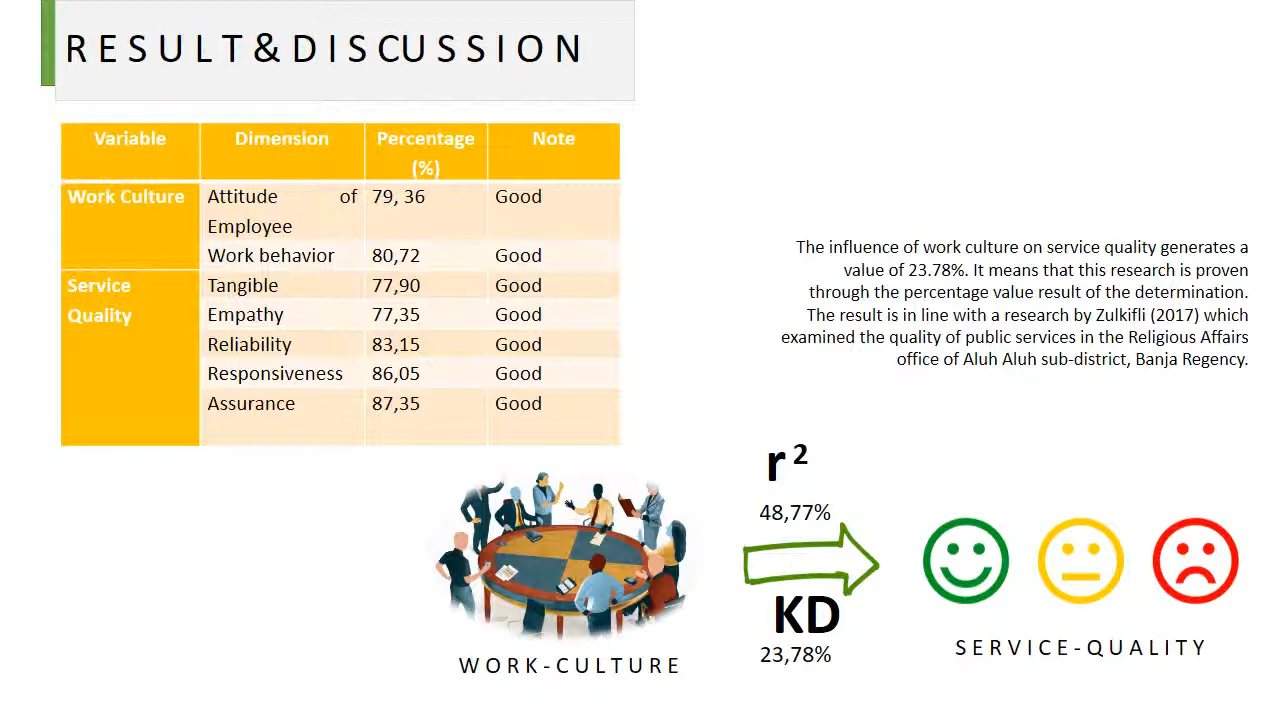 RESULT&DISCUSSION
Variable Dimension Percentage (%) Note
Work Culture Attitude of Employee 79, 36 Good
Work behavior 80,72 Good
Service Quality Tangible 77,90 Good
Empathy 77,35 Good
Reliability 83,15 Good
Responsiveness 86,05 Good
Assurance 87,35 Good
The influence of work culture on service quality generates a
value of 23.78%. It means that this research is proven
through the percentage value result of the determination.
The result is in line with a research by Zulkifli (2017) which
examined the quality of public services in the Religious Affairs
office of Aluh Aluh sub-district, Banja Regency.
r²
48,77%
KD
23,78%
WORK-CULTURE
SERVICE-QUALITY